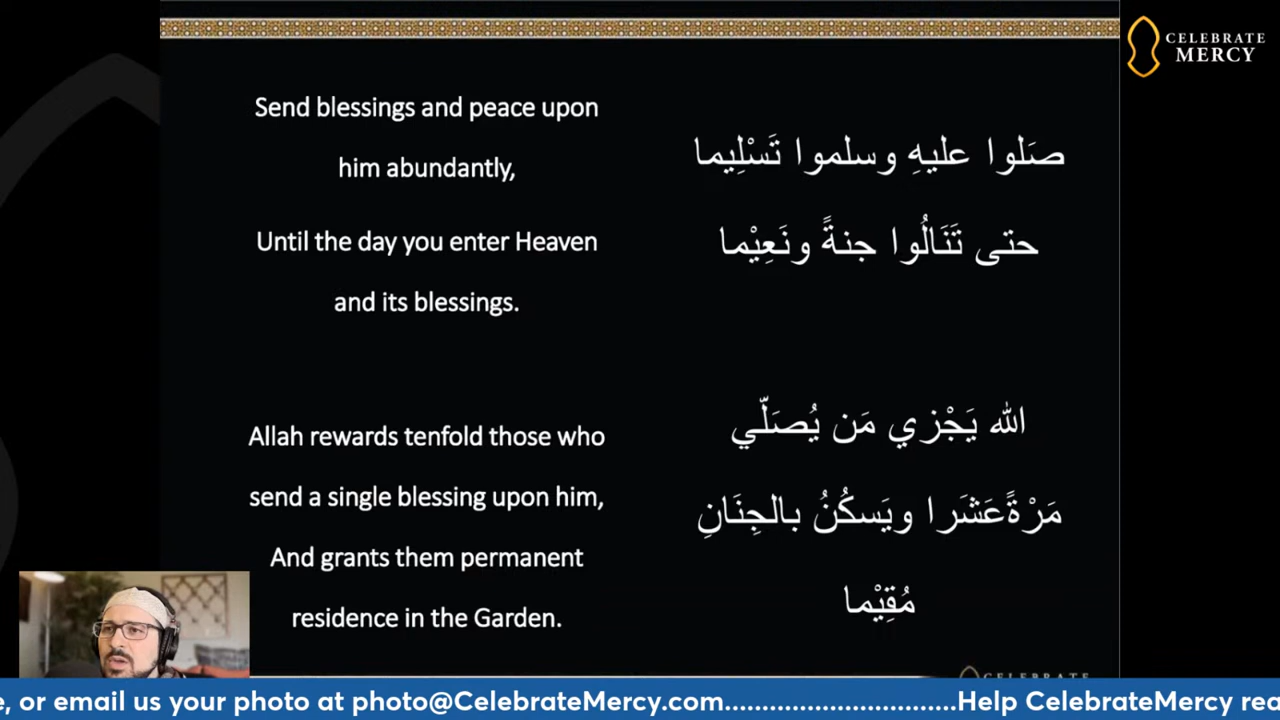 CELEBRATE
MERCY
Send blessings and peace upon
him abundantly,
Until the day you enter Heaven
and its blessings.
صَلوا عليهِ وسلموا تَسْلِيما
حتى تَنَالُوا جنةً ونَعِيْما
Allah rewards tenfold those who
send a single blessing upon him,
And grants them permanent
residence in the Garden.
الله يَجْزي مَن يُصَلّي
مَرْةًعَشَرا ويَسكُنُ بالجِنَانِ
مُقِيْما
CELEBRATE
e, or email us your photo at photo@CelebrateMercy.com...............................Help CelebrateMercy rea